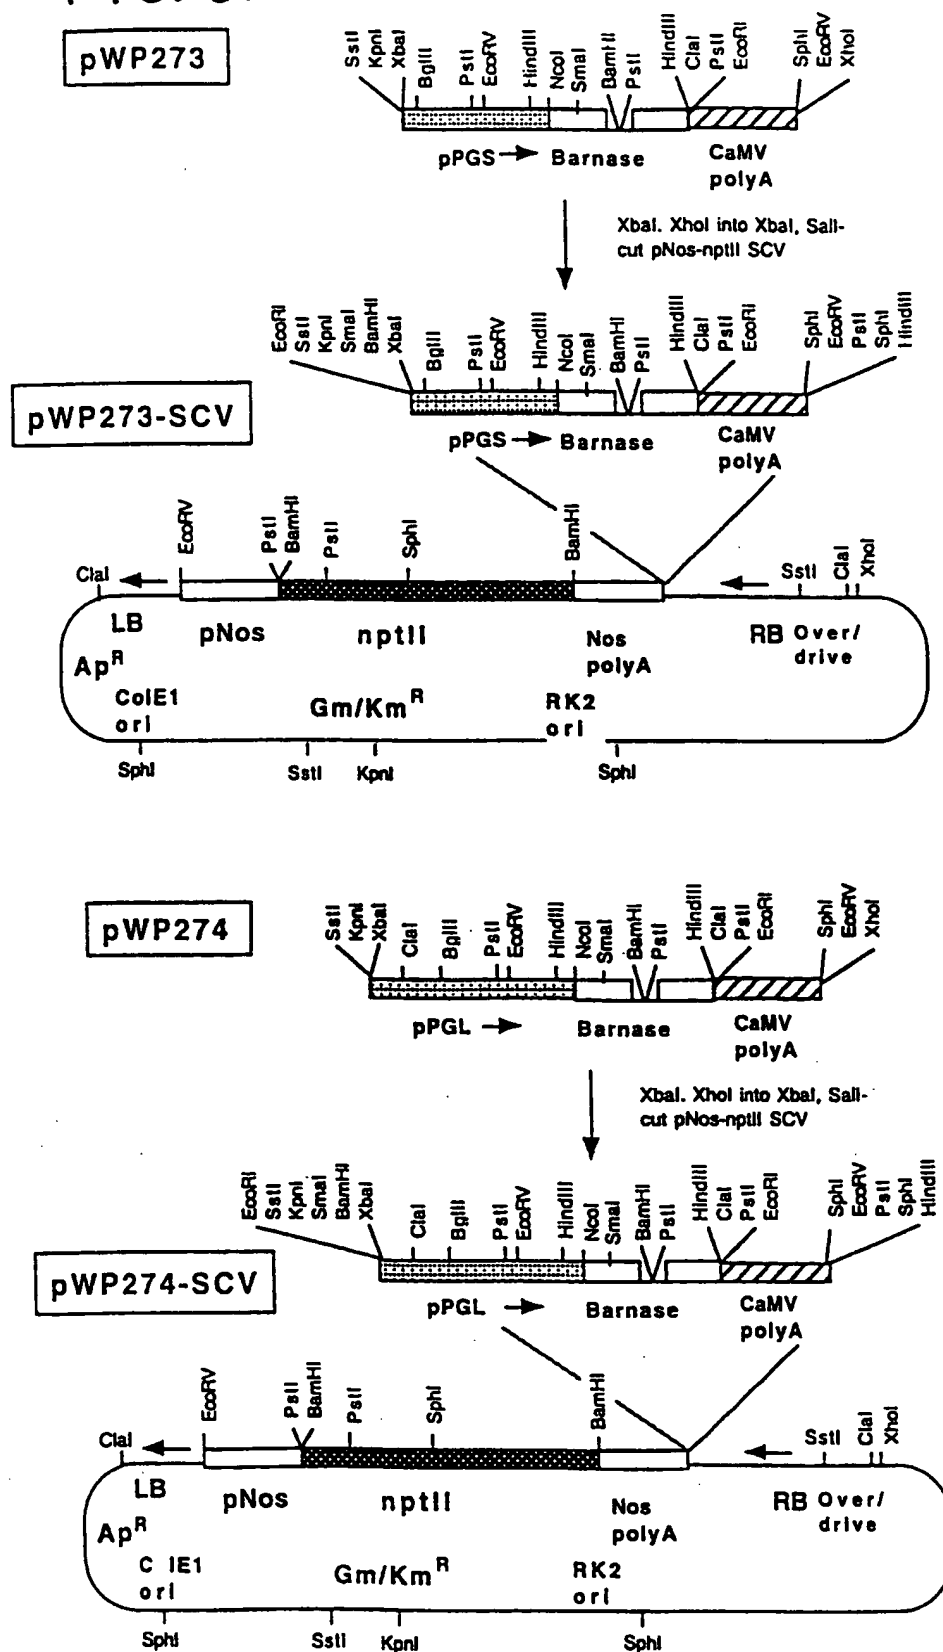 pWP273
SstI
KpnI
XbaI
BglII
PstI
EcoRV
HindIII
NcoI
SmaI
BamHI
PstI
HindIII
ClaI
PstI
EcoRI
SphI
EcoRV
XhoI
pPGS
Barnase
CaMV
polyA
XbaI. XhoI into XbaI, SalI-
cut pNos-nptII SCV
pWP273-SCV
EcoRI
SstI
KpnI
SmaI
BamHI
XbaI
BglII
PstI
EcoRV
HindIII
NcoI
SmaI
BamHI
PstI
HindIII
ClaI
PstI
EcoRI
SphI
EcoRV
PstI
SphI
HindIII
pPGS
Barnase
CaMV
polyA
ClaI
EcoRV
PstI
BamHI
PstI
SphI
BamHI
SstI
ClaI
XhoI
LB
pNos
nptII
Nos
polyA
RB
Over/
drive
ApR
ColE1
ori
Gm/KmR
RK2
ori
SphI
SstI
KpnI
SphI
pWP274
SstI
KpnI
XbaI
ClaI
BglII
PstI
EcoRV
HindIII
NcoI
SmaI
BamHI
PstI
HindIII
ClaI
PstI
EcoRI
SphI
EcoRV
XhoI
pPGL
Barnase
CaMV
polyA
XbaI. XhoI into XbaI, SalI-
cut pNos-nptII SCV
pWP274-SCV
EcoRI
SstI
KpnI
SmaI
BamHI
XbaI
ClaI
BglII
PstI
EcoRV
HindIII
NcoI
SmaI
BamHI
PstI
HindIII
ClaI
PstI
EcoRI
SphI
EcoRV
PstI
SphI
HindIII
pPGL
Barnase
CaMV
polyA
ClaI
EcoRV
PstI
BamHI
PstI
SphI
BamHI
SstI
ClaI
XhoI
LB
pNos
nptII
Nos
polyA
RB
Over/
drive
ApR
C lE1
ori
Gm/KmR
RK2
ori
SphI
SstI
KpnI
SphI